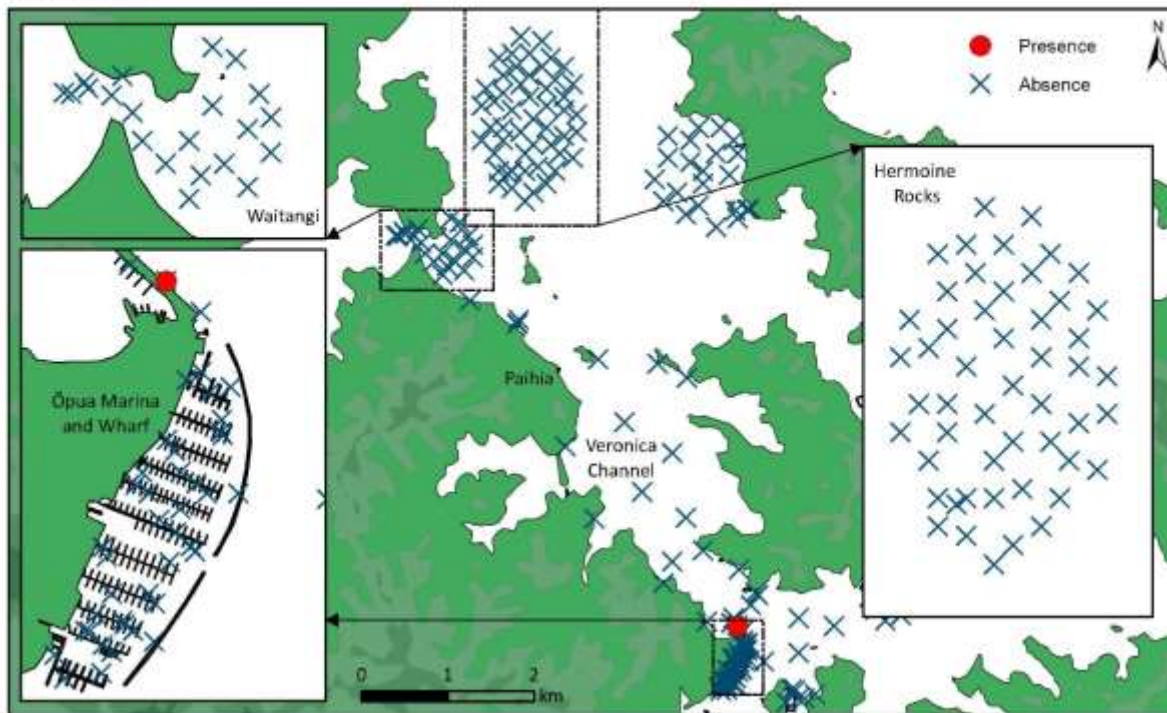 N
Presence
Absence
Waitangi
Hermoine
Rocks
Paihia
Ōpua Marina
and Wharf
Veronica
Channel
0 1 2
km